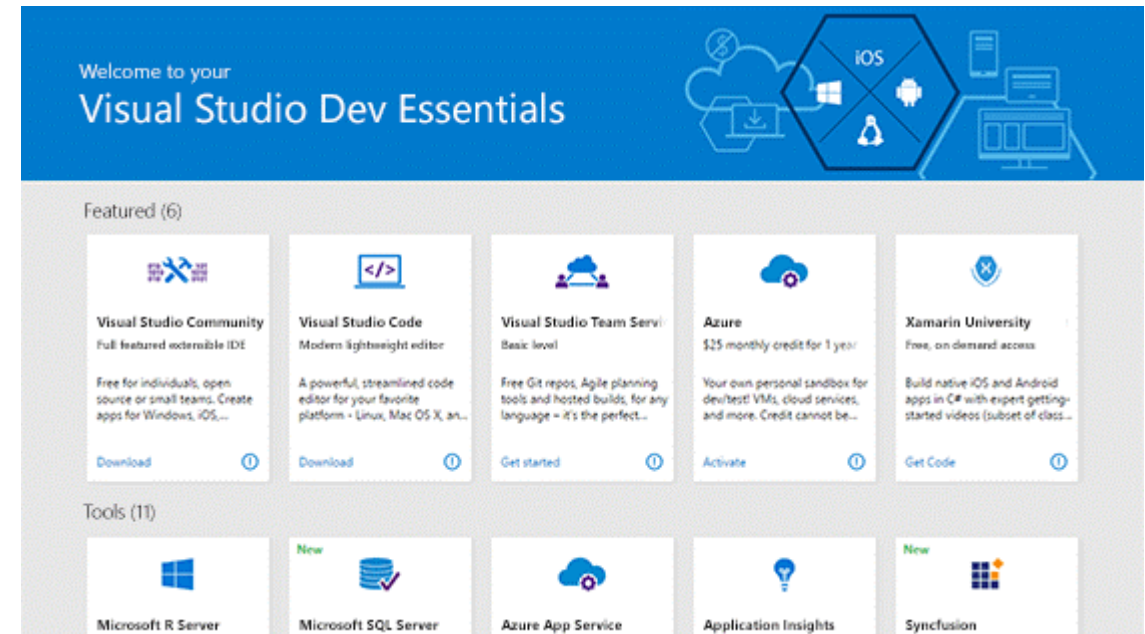 Welcome to your
Visual Studio Dev Essentials
iOS
Featured (6)
Visual Studio Community
Full featured extensible IDE
Free for individuals, open
source or small teams. Create
apps for Windows, iOS,...
Download
</>
Visual Studio Code
Modern lightweight editor
A powerful, streamlined code
editor for your favorite
platform - Linux, Mac OS X, an...
Download
Visual Studio Team Servi
Basic level
Free Git repos, Agile planning
tools and hosted builds, for any
language – it's the perfect...
Get started
Azure
$25 monthly credit for 1 year
Your own personal sandbox for
dev/test! VMs, cloud services,
and more. Credit cannot be...
Activate
Xamarin University
Free, on demand access
Build native iOS and Android
apps in C# with expert getting-
started videos (subset of class...
Get Code
Tools (11)
Microsoft R Server
New
Microsoft SQL Server
Azure App Service
Application Insights
New
Syncfusion